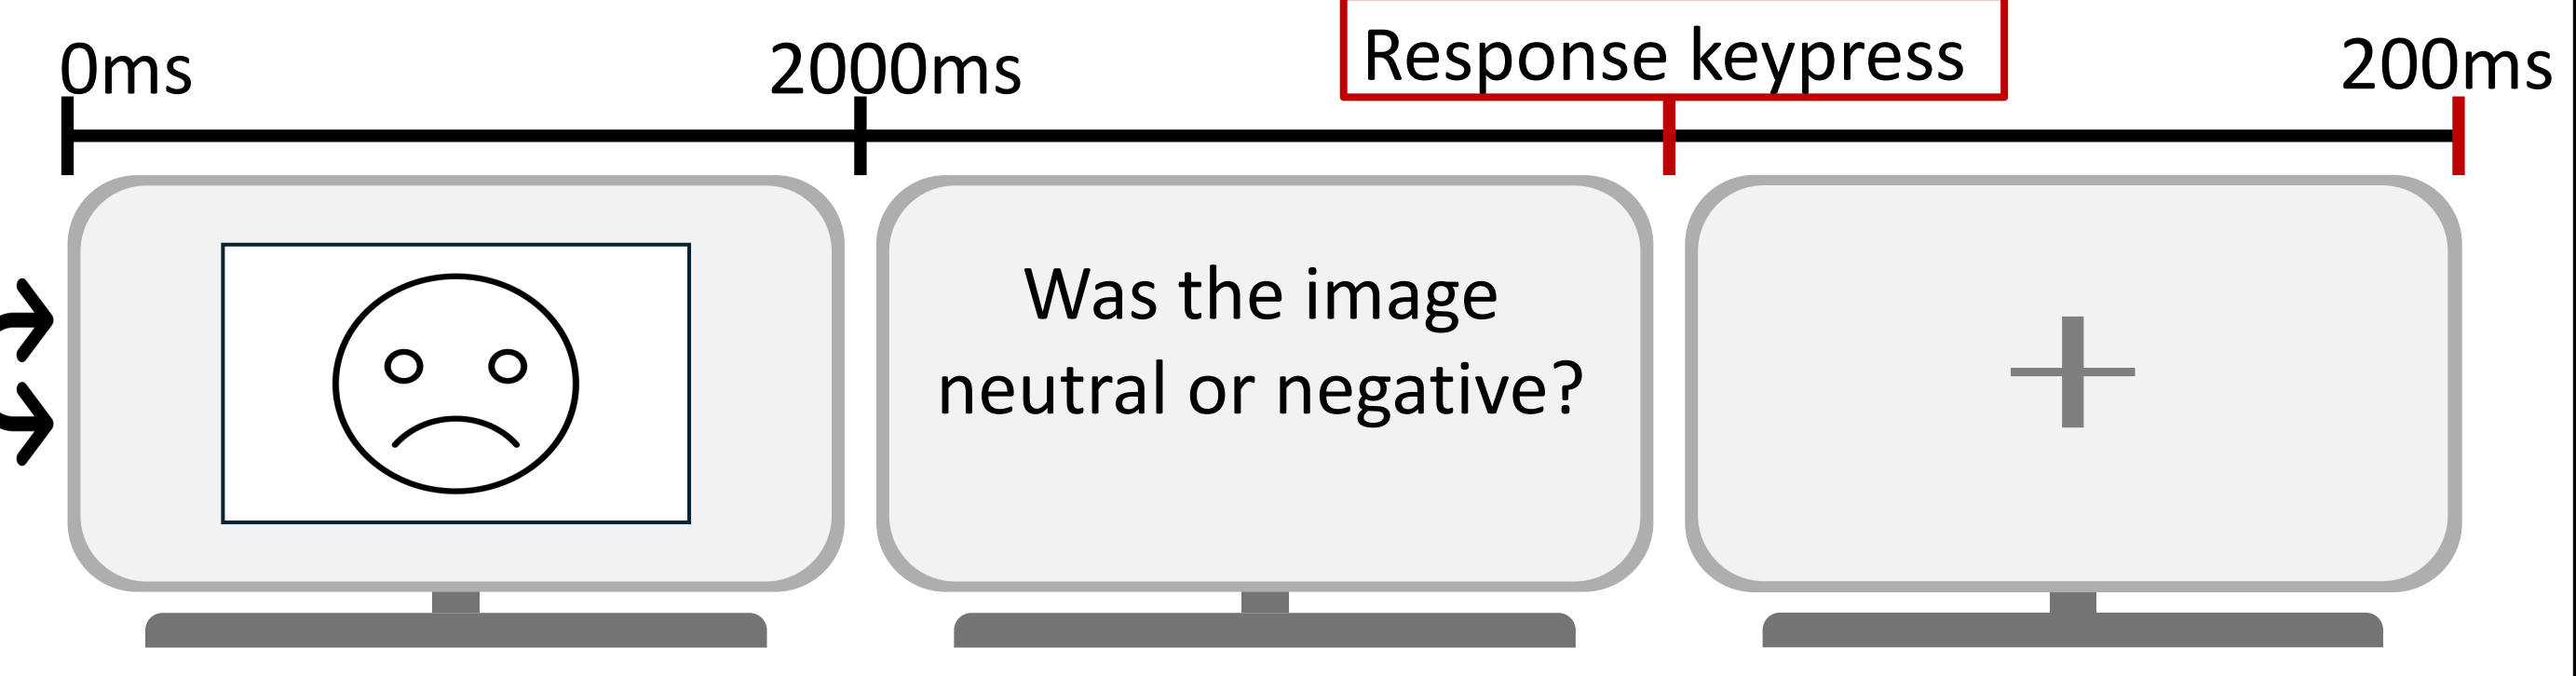 0ms
2000ms
Response keypress
200ms
Was the image
neutral or negative?